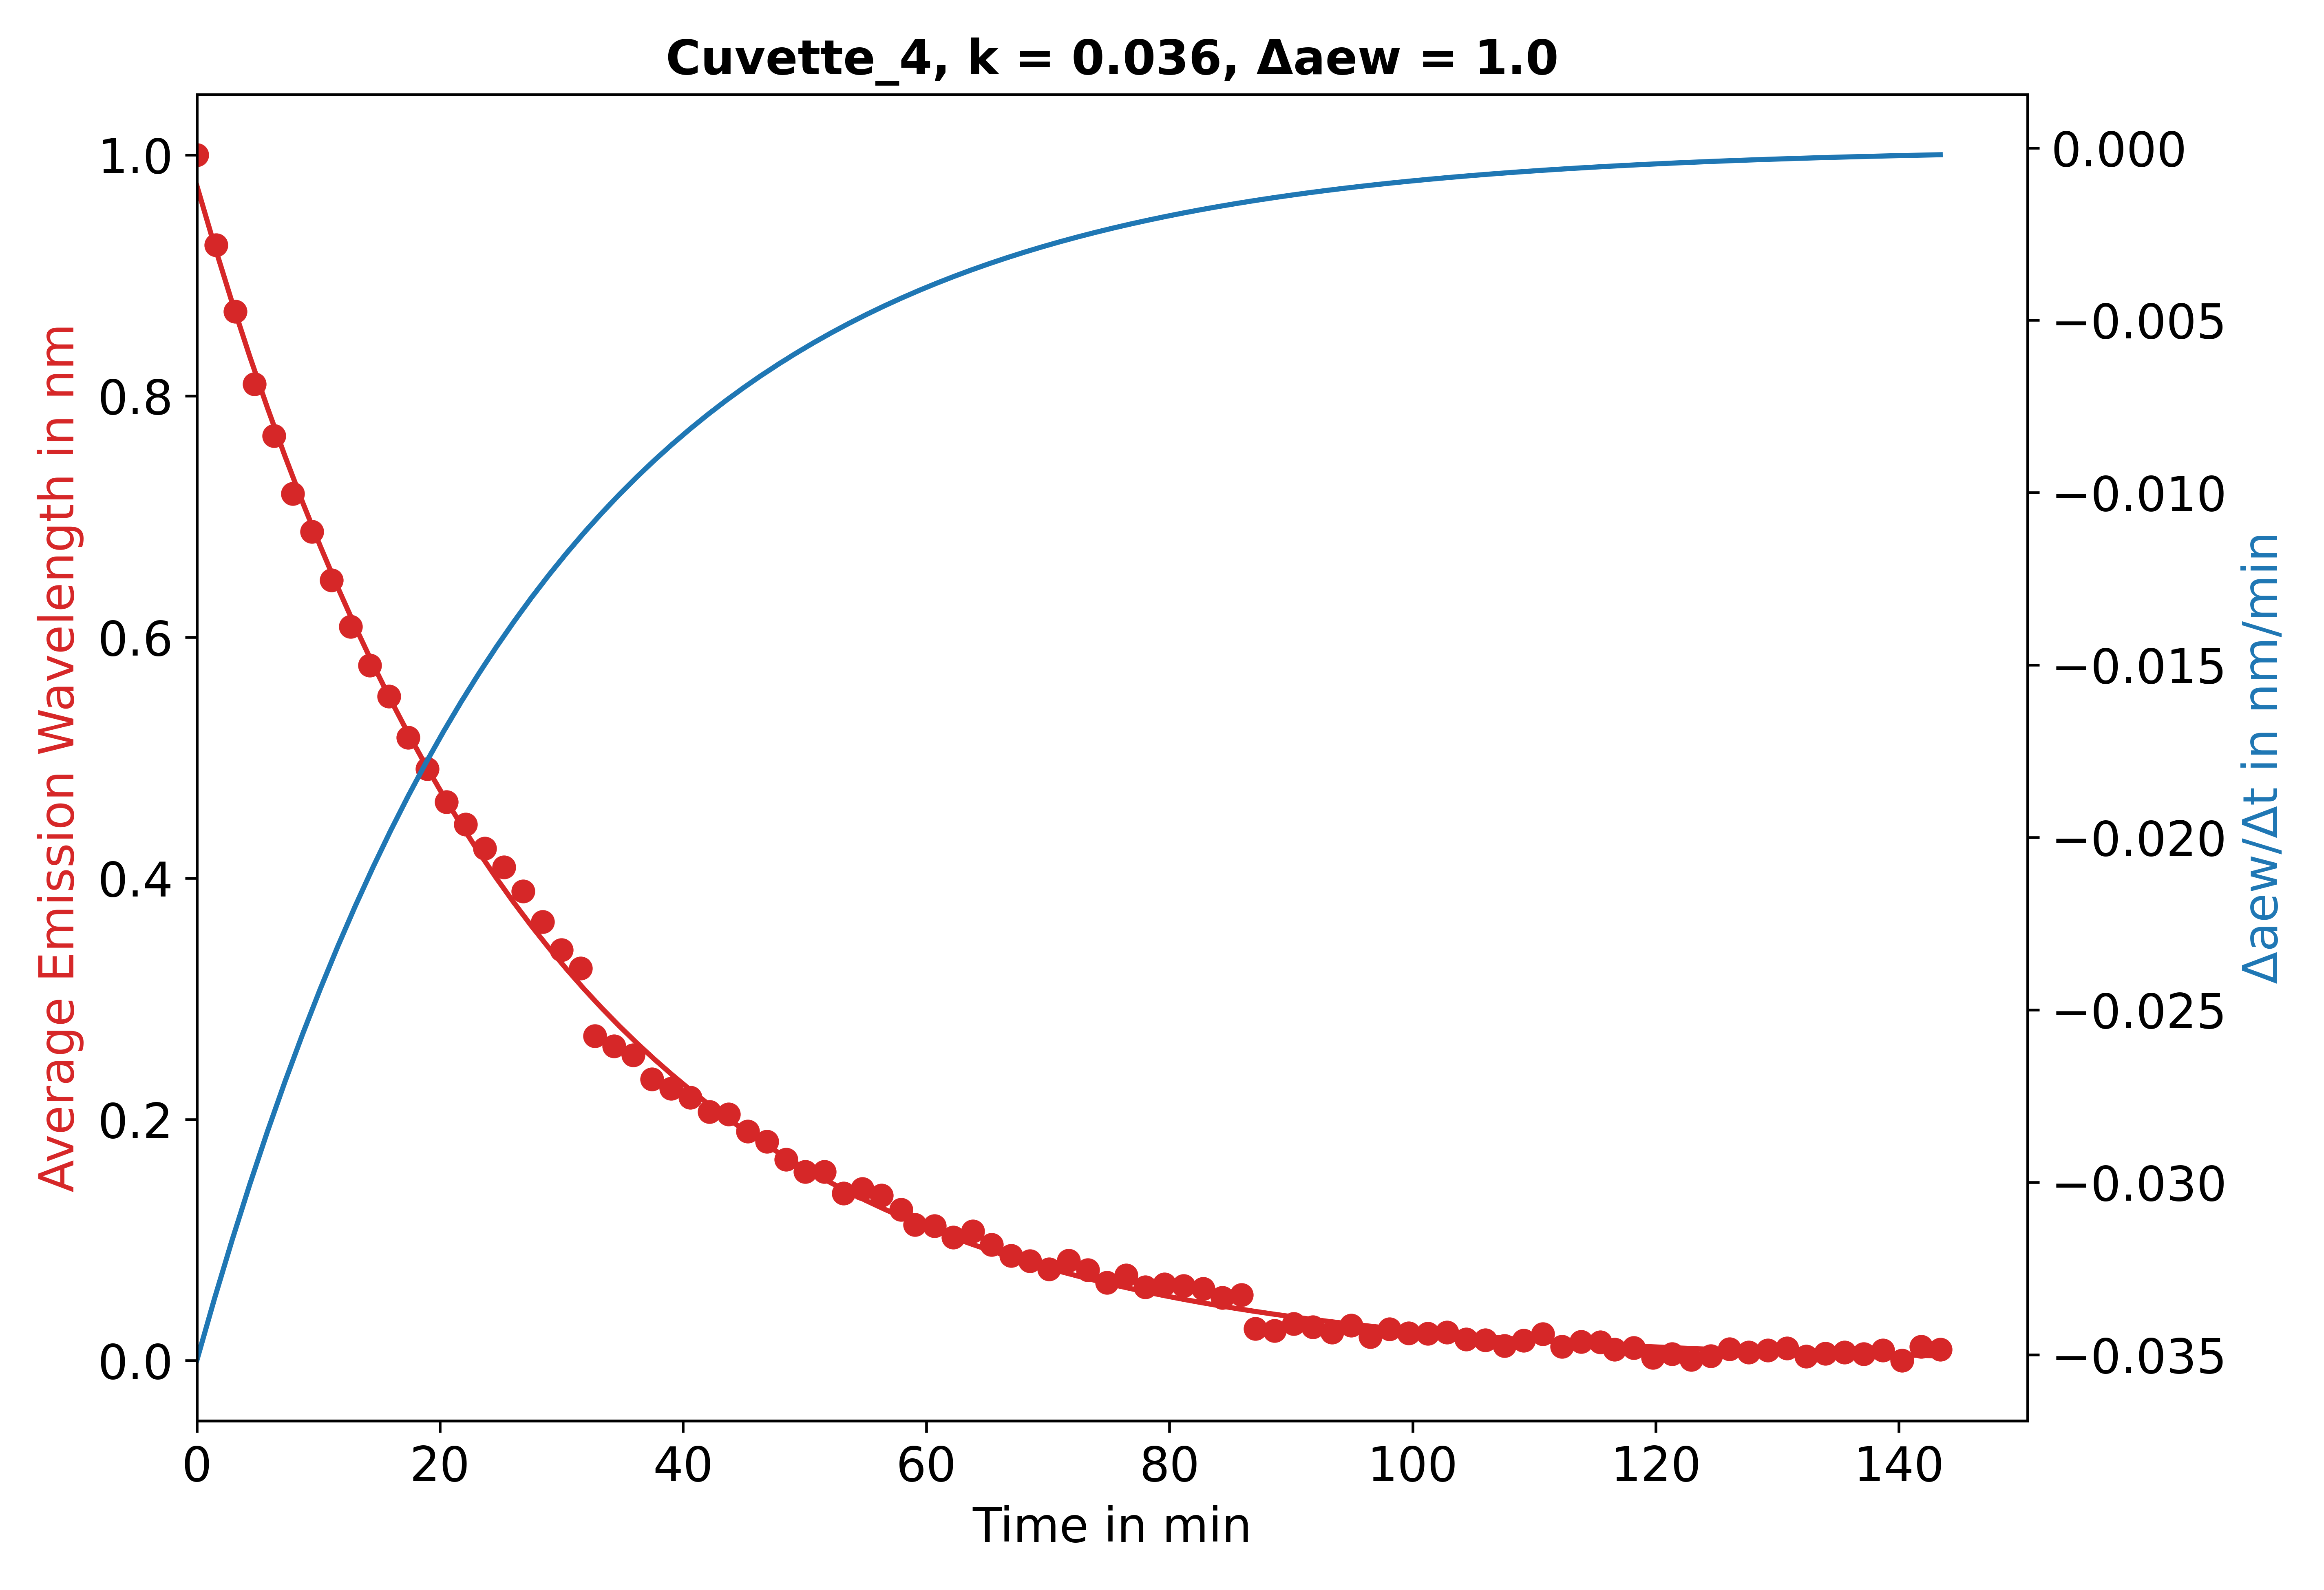 Cuvette_4, k = 0.036, Δaew = 1.0
Average Emission Wavelength in nm
1.0
0.8
0.6
0.4
0.2
0.0
0.000
−0.005
−0.010
−0.015
−0.020
−0.025
−0.030
−0.035
Δaew/Δt in nm/min
0 20 40 60 80 100 120 140
Time in min